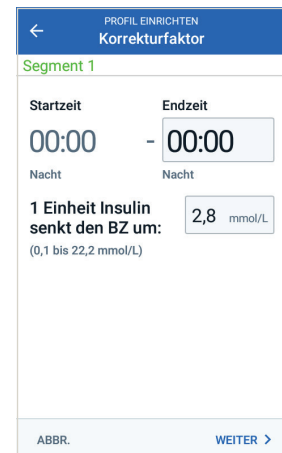 PROFIL EINRICHTEN
Korrekturfaktor
Segment 1
Startzeit Endzeit
00:00 - 00:00
Nacht Nacht
1 Einheit Insulin
senkt den BZ um:
2,8 mmol/L
(0,1 bis 22,2 mmol/L)
ABBR. WEITER >